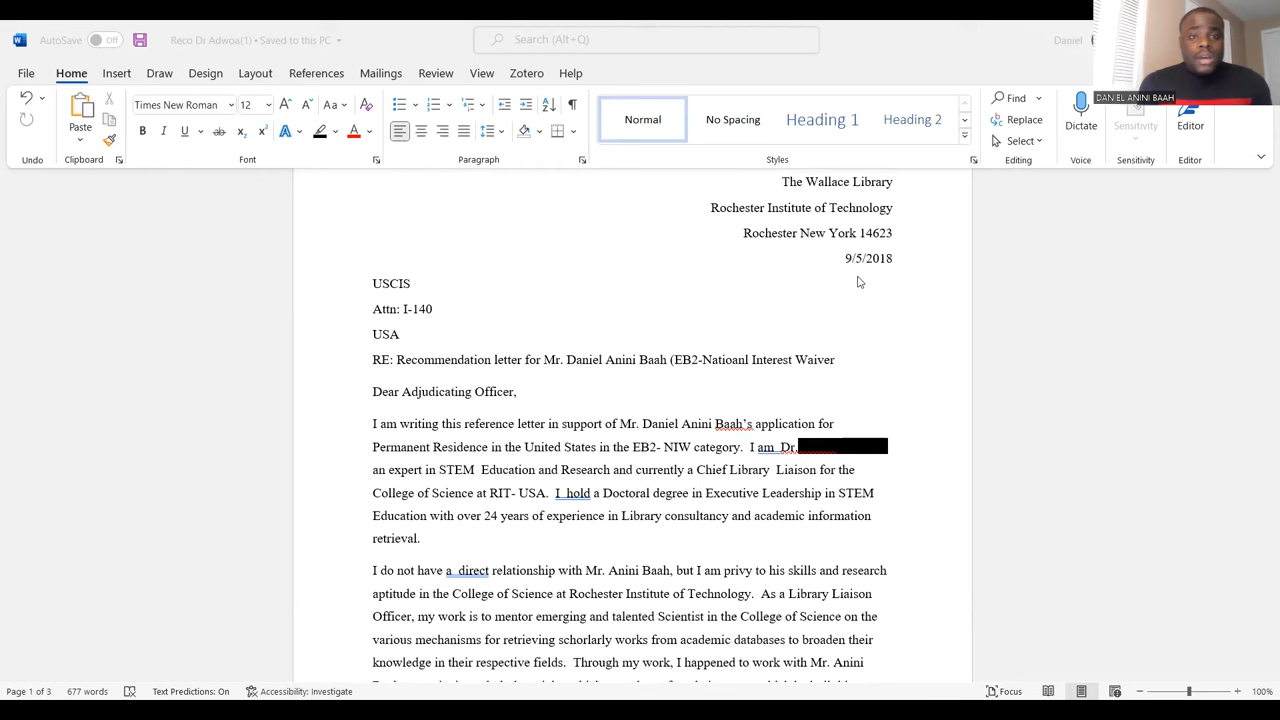 AutoSave Off Reco Dr Adwoa(1) • Saved to this PC Search (Alt+Q) Daniel
File Home Insert Draw Design Layout References Mailings Review View Zotero Help
DANIEL ANINI BAAH
Paste
Times New Roman 12 Aa
B I U ab x₂ x² A A
Normal No Spacing Heading 1 Heading 2
Find
Replace
Select
Dictate Sensitivity Editor
Undo Clipboard Font Paragraph Styles Editing Voice Sensitivity Editor
The Wallace Library
Rochester Institute of Technology
Rochester New York 14623
9/5/2018
USCIS
Attn: I-140
USA
RE: Recommendation letter for Mr. Daniel Anini Baah (EB2-Natioanl Interest Waiver
Dear Adjudicating Officer,
I am writing this reference letter in support of Mr. Daniel Anini Baah’s application for
Permanent Residence in the United States in the EB2- NIW category.  I am  Dr.
an expert in STEM  Education and Research and currently a Chief Library  Liaison for the
College of Science at RIT- USA.  I  hold a Doctoral degree in Executive Leadership in STEM
Education with over 24 years of experience in Library consultancy and academic information
retrieval.
I do not have a  direct relationship with Mr. Anini Baah, but I am privy to his skills and research
aptitude in the College of Science at Rochester Institute of Technology.  As a Library Liaison
Officer, my work is to mentor emerging and talented Scientist in the College of Science on the
various mechanisms for retrieving schorlarly works from academic databases to broaden their
knowledge in their respective fields.  Through my work, I happened to work with Mr. Anini
Page 1 of 3 677 words Text Predictions: On Accessibility: Investigate Focus 100%